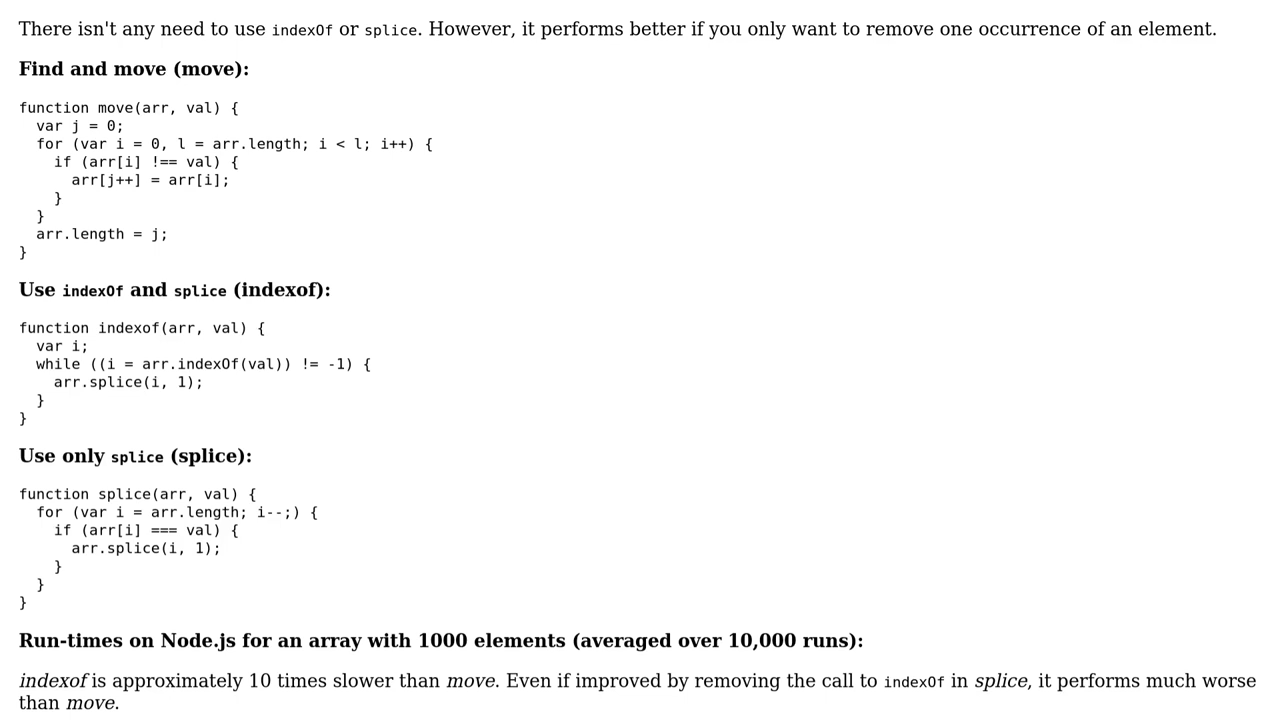 There isn't any need to use indexOf or splice. However, it performs better if you only want to remove one occurrence of an element.
Find and move (move):
function move(arr, val) {
  var j = 0;
  for (var i = 0, l = arr.length; i < l; i++) {
    if (arr[i] !== val) {
      arr[j++] = arr[i];
    }
  }
  arr.length = j;
}
Use indexOf and splice (indexof):
function indexof(arr, val) {
  var i;
  while ((i = arr.indexOf(val)) != -1) {
    arr.splice(i, 1);
  }
}
Use only splice (splice):
function splice(arr, val) {
  for (var i = arr.length; i--;) {
    if (arr[i] === val) {
      arr.splice(i, 1);
    }
  }
}
Run-times on Node.js for an array with 1000 elements (averaged over 10,000 runs):
indexof is approximately 10 times slower than move. Even if improved by removing the call to indexOf in splice, it performs much worse
than move.